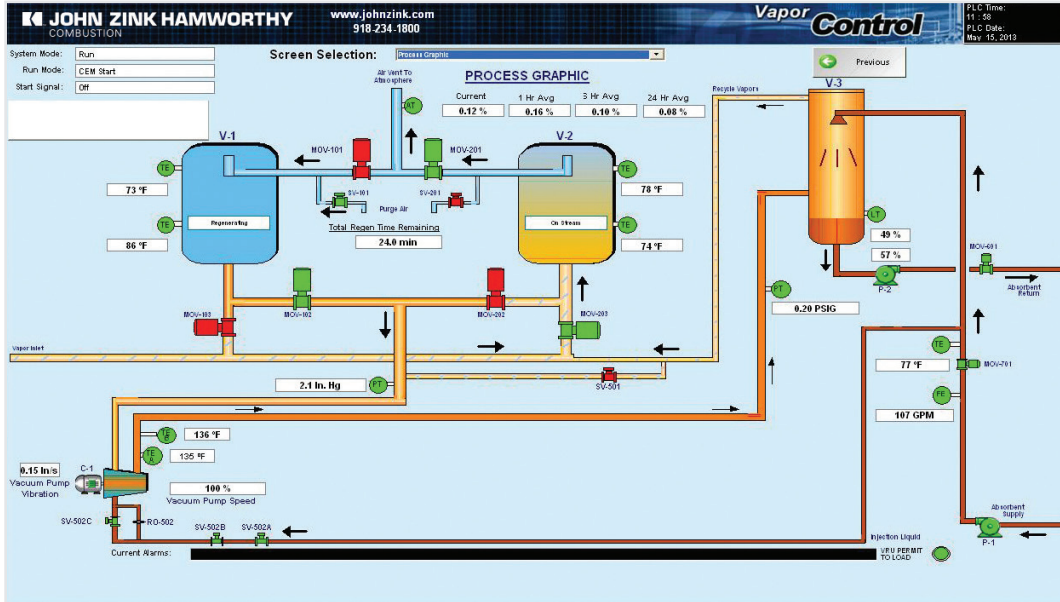 JOHN ZINK HAMWORTHY
COMBUSTION
www.johnzink.com
918-234-1800
Vapor Control
PLC Time:
11 : 58
PLC Date:
May 15, 2013
System Mode: Run
Run Mode: CEM Start
Start Signal: Off
Screen Selection: Process Graphic
Previous
Air Vent To
Atmosphere
PROCESS GRAPHIC
Current 1 Hr Avg 24 Hr Avg
0.12 % 0.16 % 0.10 % 0.08 %
AT
Recycle Vapors
V-3
V-1
MOV-101
MOV-201
V-2
TE
73 °F
TE
78 °F
SV-101
SV-201
Purge Air
Regenerating
On Stream
TE
86 °F
TE
74 °F
Total Regen Time Remaining
24.0 min
LT
49 %
57 %
P-2
MOV-601
Absorbent
Return
MOV-103
MOV-102
MOV-202
MOV-203
PT
0.20 PSIG
Vapor Inlet
TE
77 °F
MOV-701
2.1 In. Hg
PT
SV-501
FE
107 GPM
TE
B
136 °F
TE
A
135 °F
0.15 In/s
C-1
Vacuum Pump
Vibration
100 %
Vacuum Pump Speed
SV-502C
RO-502
SV-502B
SV-502A
Absorbent
Supply
P-1
Injection Liquid
Current Alarms:
VRU PERMIT
TO LOAD